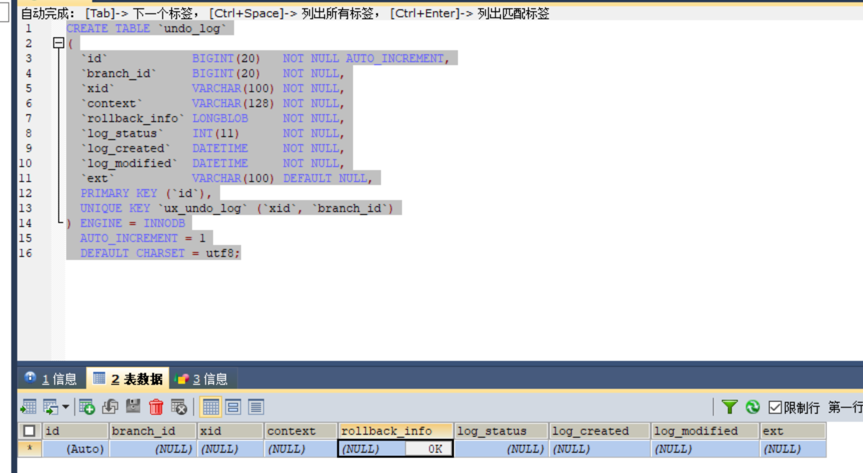 自动完成: [Tab]-> 下一个标签, [Ctrl+Space]-> 列出所有标签, [Ctrl+Enter]-> 列出匹配标签
1 CREATE TABLE `undo_log`
2 (
3 `id` BIGINT(20) NOT NULL AUTO_INCREMENT,
4 `branch_id` BIGINT(20) NOT NULL,
5 `xid` VARCHAR(100) NOT NULL,
6 `context` VARCHAR(128) NOT NULL,
7 `rollback_info` LONGBLOB NOT NULL,
8 `log_status` INT(11) NOT NULL,
9 `log_created` DATETIME NOT NULL,
10 `log_modified` DATETIME NOT NULL,
11 `ext` VARCHAR(100) DEFAULT NULL,
12 PRIMARY KEY (`id`),
13 UNIQUE KEY `ux_undo_log` (`xid`, `branch_id`)
14 ) ENGINE = INNODB
15 AUTO_INCREMENT = 1
16 DEFAULT CHARSET = utf8;
1 信息 2 表数据 3 信息
限制行 第一行
id branch_id xid context rollback_info log_status log_created log_modified ext
* (Auto) (NULL) (NULL) (NULL) (NULL) 0K (NULL) (NULL) (NULL) (NULL)